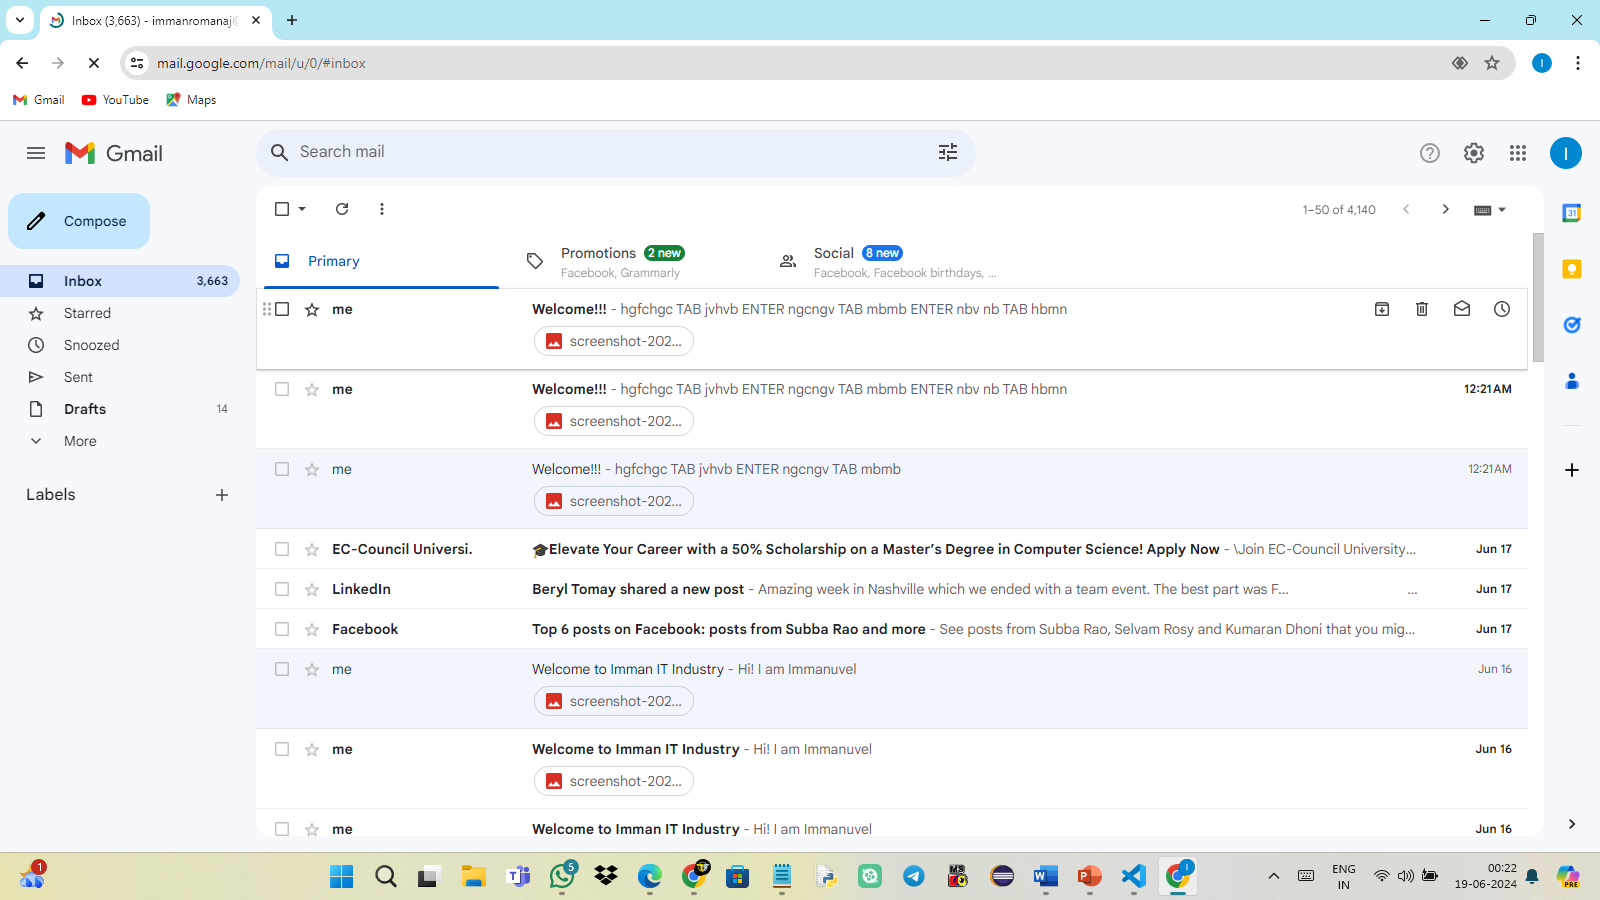 Inbox (3,663) - immanromanaj@
mail.google.com/mail/u/0/#inbox
I
Gmail
YouTube
Maps
Gmail
Search mail
I
Compose
1–50 of 4,140
Primary
Promotions 2 new
Facebook, Grammarly
Social 8 new
Facebook, Facebook birthdays, ...
Inbox 3,663
Starred
Snoozed
Sent
Drafts 14
More
Labels
31
me Welcome!!! - hgfchgc TAB jvhvb ENTER ngcngv TAB mbmb ENTER nbv nb TAB hbmn
screenshot-202...
me Welcome!!! - hgfchgc TAB jvhvb ENTER ngcngv TAB mbmb ENTER nbv nb TAB hbmn 12:21 AM
screenshot-202...
me Welcome!!! - hgfchgc TAB jvhvb ENTER ngcngv TAB mbmb 12:21 AM
screenshot-202...
EC-Council Universi. 🎓Elevate Your Career with a 50% Scholarship on a Master’s Degree in Computer Science! Apply Now - \Join EC-Council University... Jun 17
LinkedIn Beryl Tomay shared a new post - Amazing week in Nashville which we ended with a team event. The best part was F... ... Jun 17
Facebook Top 6 posts on Facebook: posts from Subba Rao and more - See posts from Subba Rao, Selvam Rosy and Kumaran Dhoni that you mig... Jun 17
me Welcome to Imman IT Industry - Hi! I am Immanuvel Jun 16
screenshot-202...
me Welcome to Imman IT Industry - Hi! I am Immanuvel Jun 16
screenshot-202...
me Welcome to Imman IT Industry - Hi! I am Immanuvel Jun 16
1
5
I
ENG
IN
00:22
19-06-2024
PRE